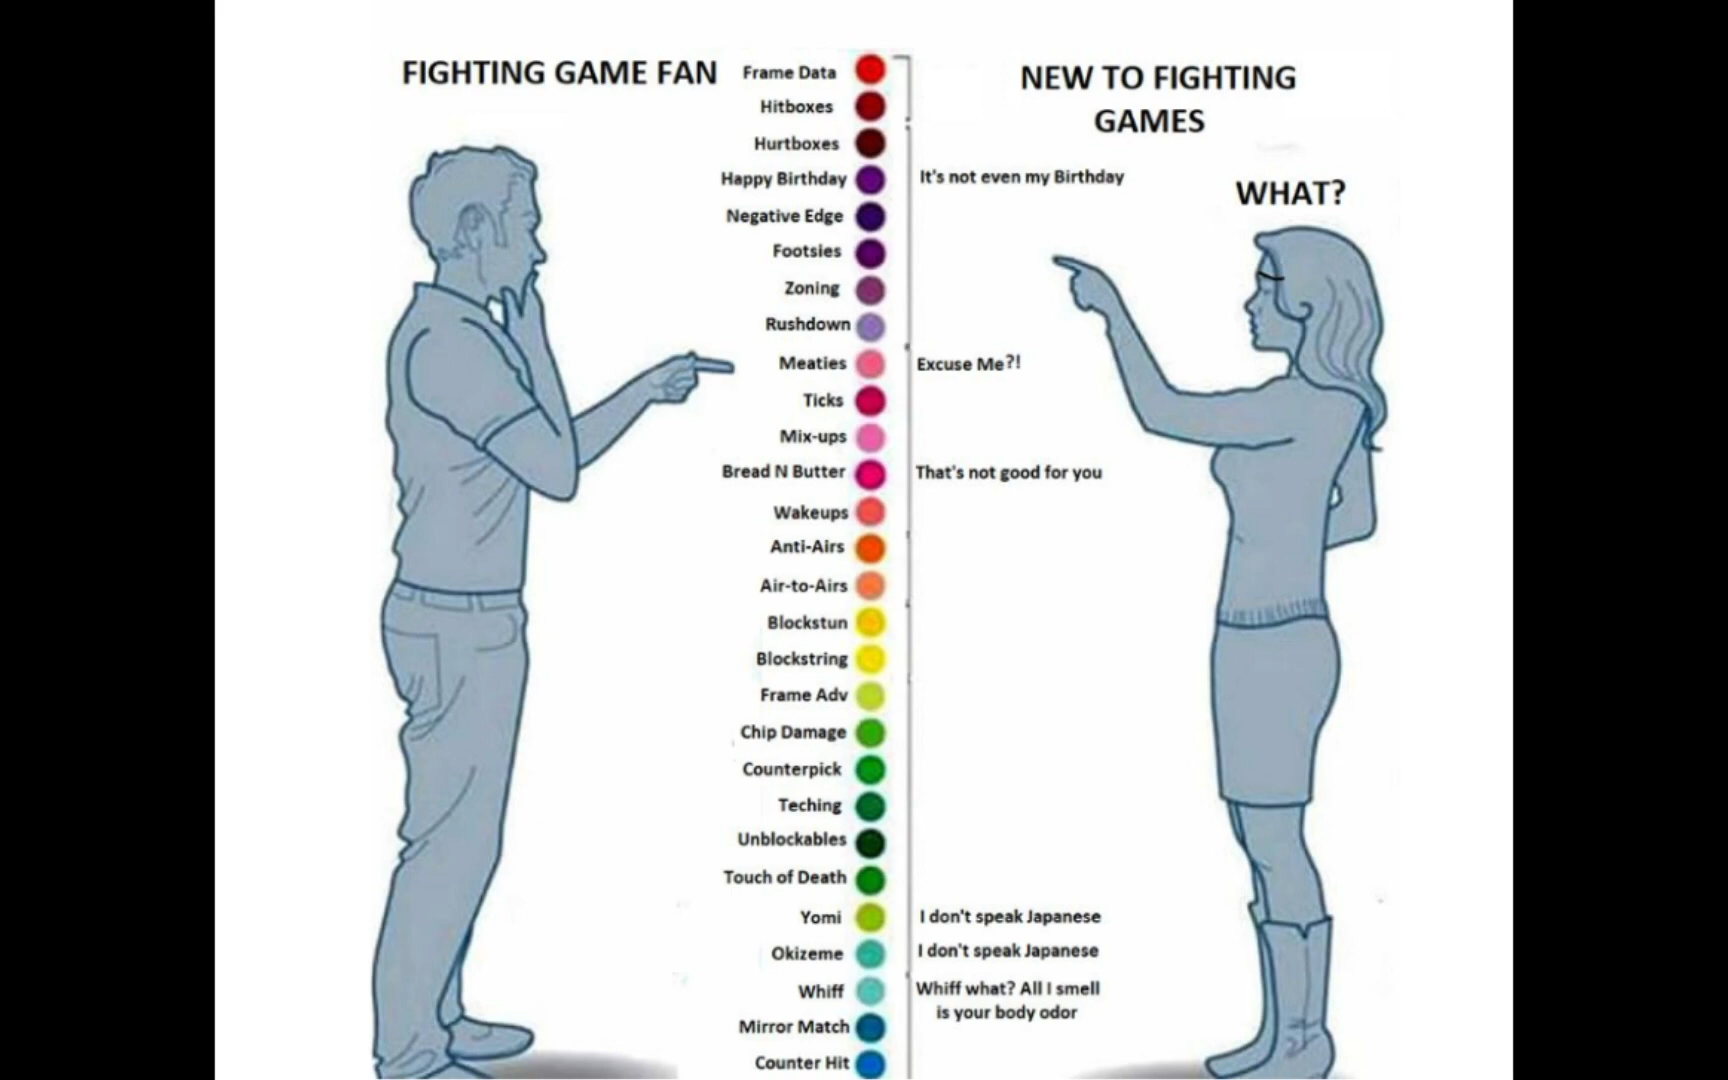 FIGHTING GAME FAN
NEW TO FIGHTING
GAMES
WHAT?
Frame Data
Hitboxes
Hurtboxes
Happy Birthday It's not even my Birthday
Negative Edge
Footsies
Zoning
Rushdown
Meaties Excuse Me?!
Ticks
Mix-ups
Bread N Butter That's not good for you
Wakeups
Anti-Airs
Air-to-Airs
Blockstun
Blockstring
Frame Adv
Chip Damage
Counterpick
Teching
Unblockables
Touch of Death
Yomi I don't speak Japanese
Okizeme I don't speak Japanese
Whiff Whiff what? All I smell
is your body odor
Mirror Match
Counter Hit